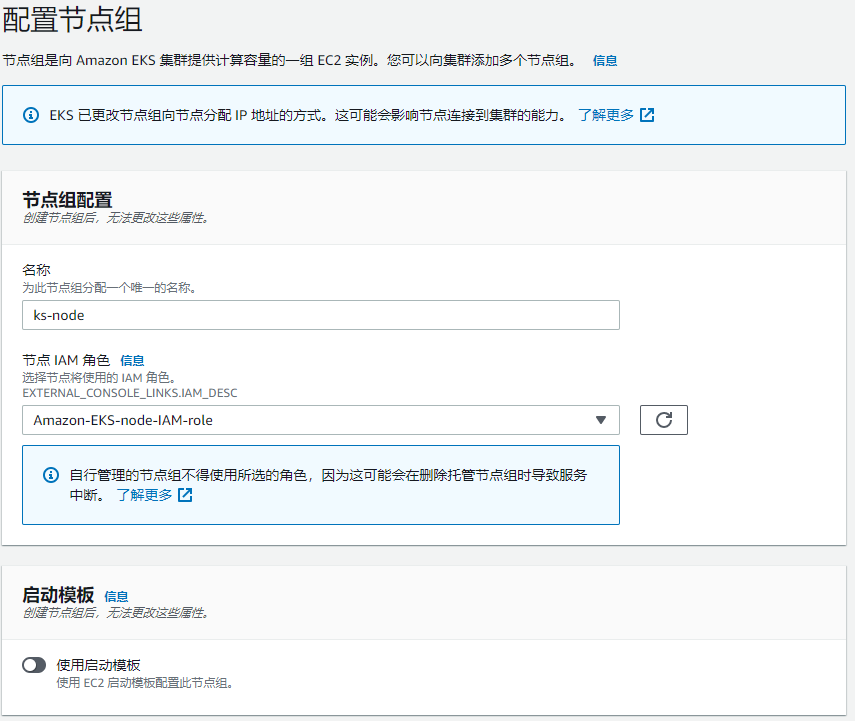 配置节点组
节点组是向 Amazon EKS 集群提供计算容量的一组 EC2 实例。您可以向集群添加多个节点组。 信息
EKS 已更改节点组向节点分配 IP 地址的方式。这可能会影响节点连接到集群的能力。 了解更多
节点组配置
创建节点组后，无法更改这些属性。
名称
为此节点组分配一个唯一的名称。
ks-node
节点 IAM 角色 信息
选择节点将使用的 IAM 角色。
EXTERNAL_CONSOLE_LINKS.IAM_DESC
Amazon-EKS-node-IAM-role
自行管理的节点组不得使用所选的角色，因为这可能会在删除托管节点组时导致服务
中断。 了解更多
启动模板 信息
创建节点组后，无法更改这些属性。
使用启动模板
使用 EC2 启动模板配置此节点组。